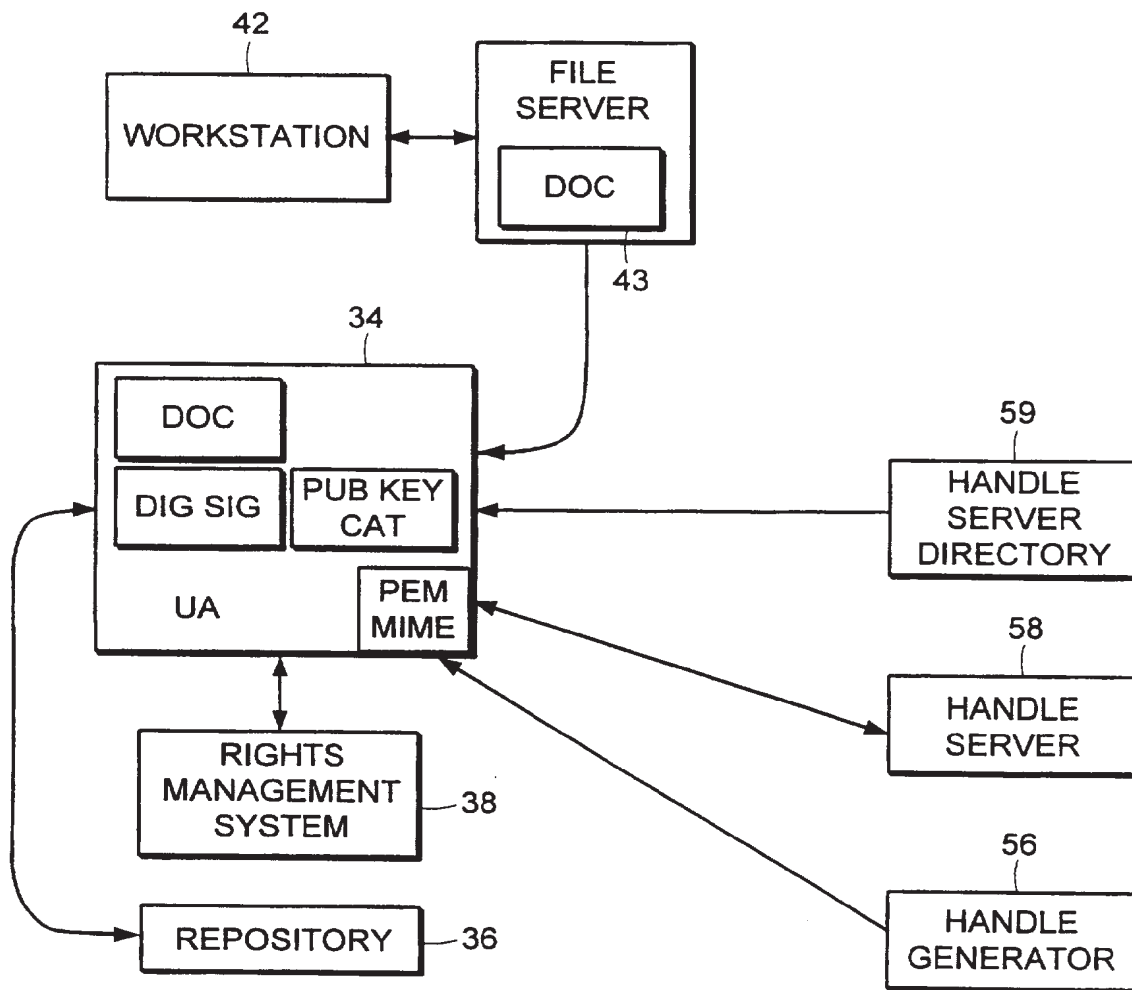 42
WORKSTATION
FILE
SERVER
DOC
43
34
DOC
DIG SIG
PUB KEY
CAT
UA
PEM
MIME
59
HANDLE
SERVER
DIRECTORY
58
HANDLE
SERVER
RIGHTS
MANAGEMENT
SYSTEM
38
REPOSITORY
36
56
HANDLE
GENERATOR